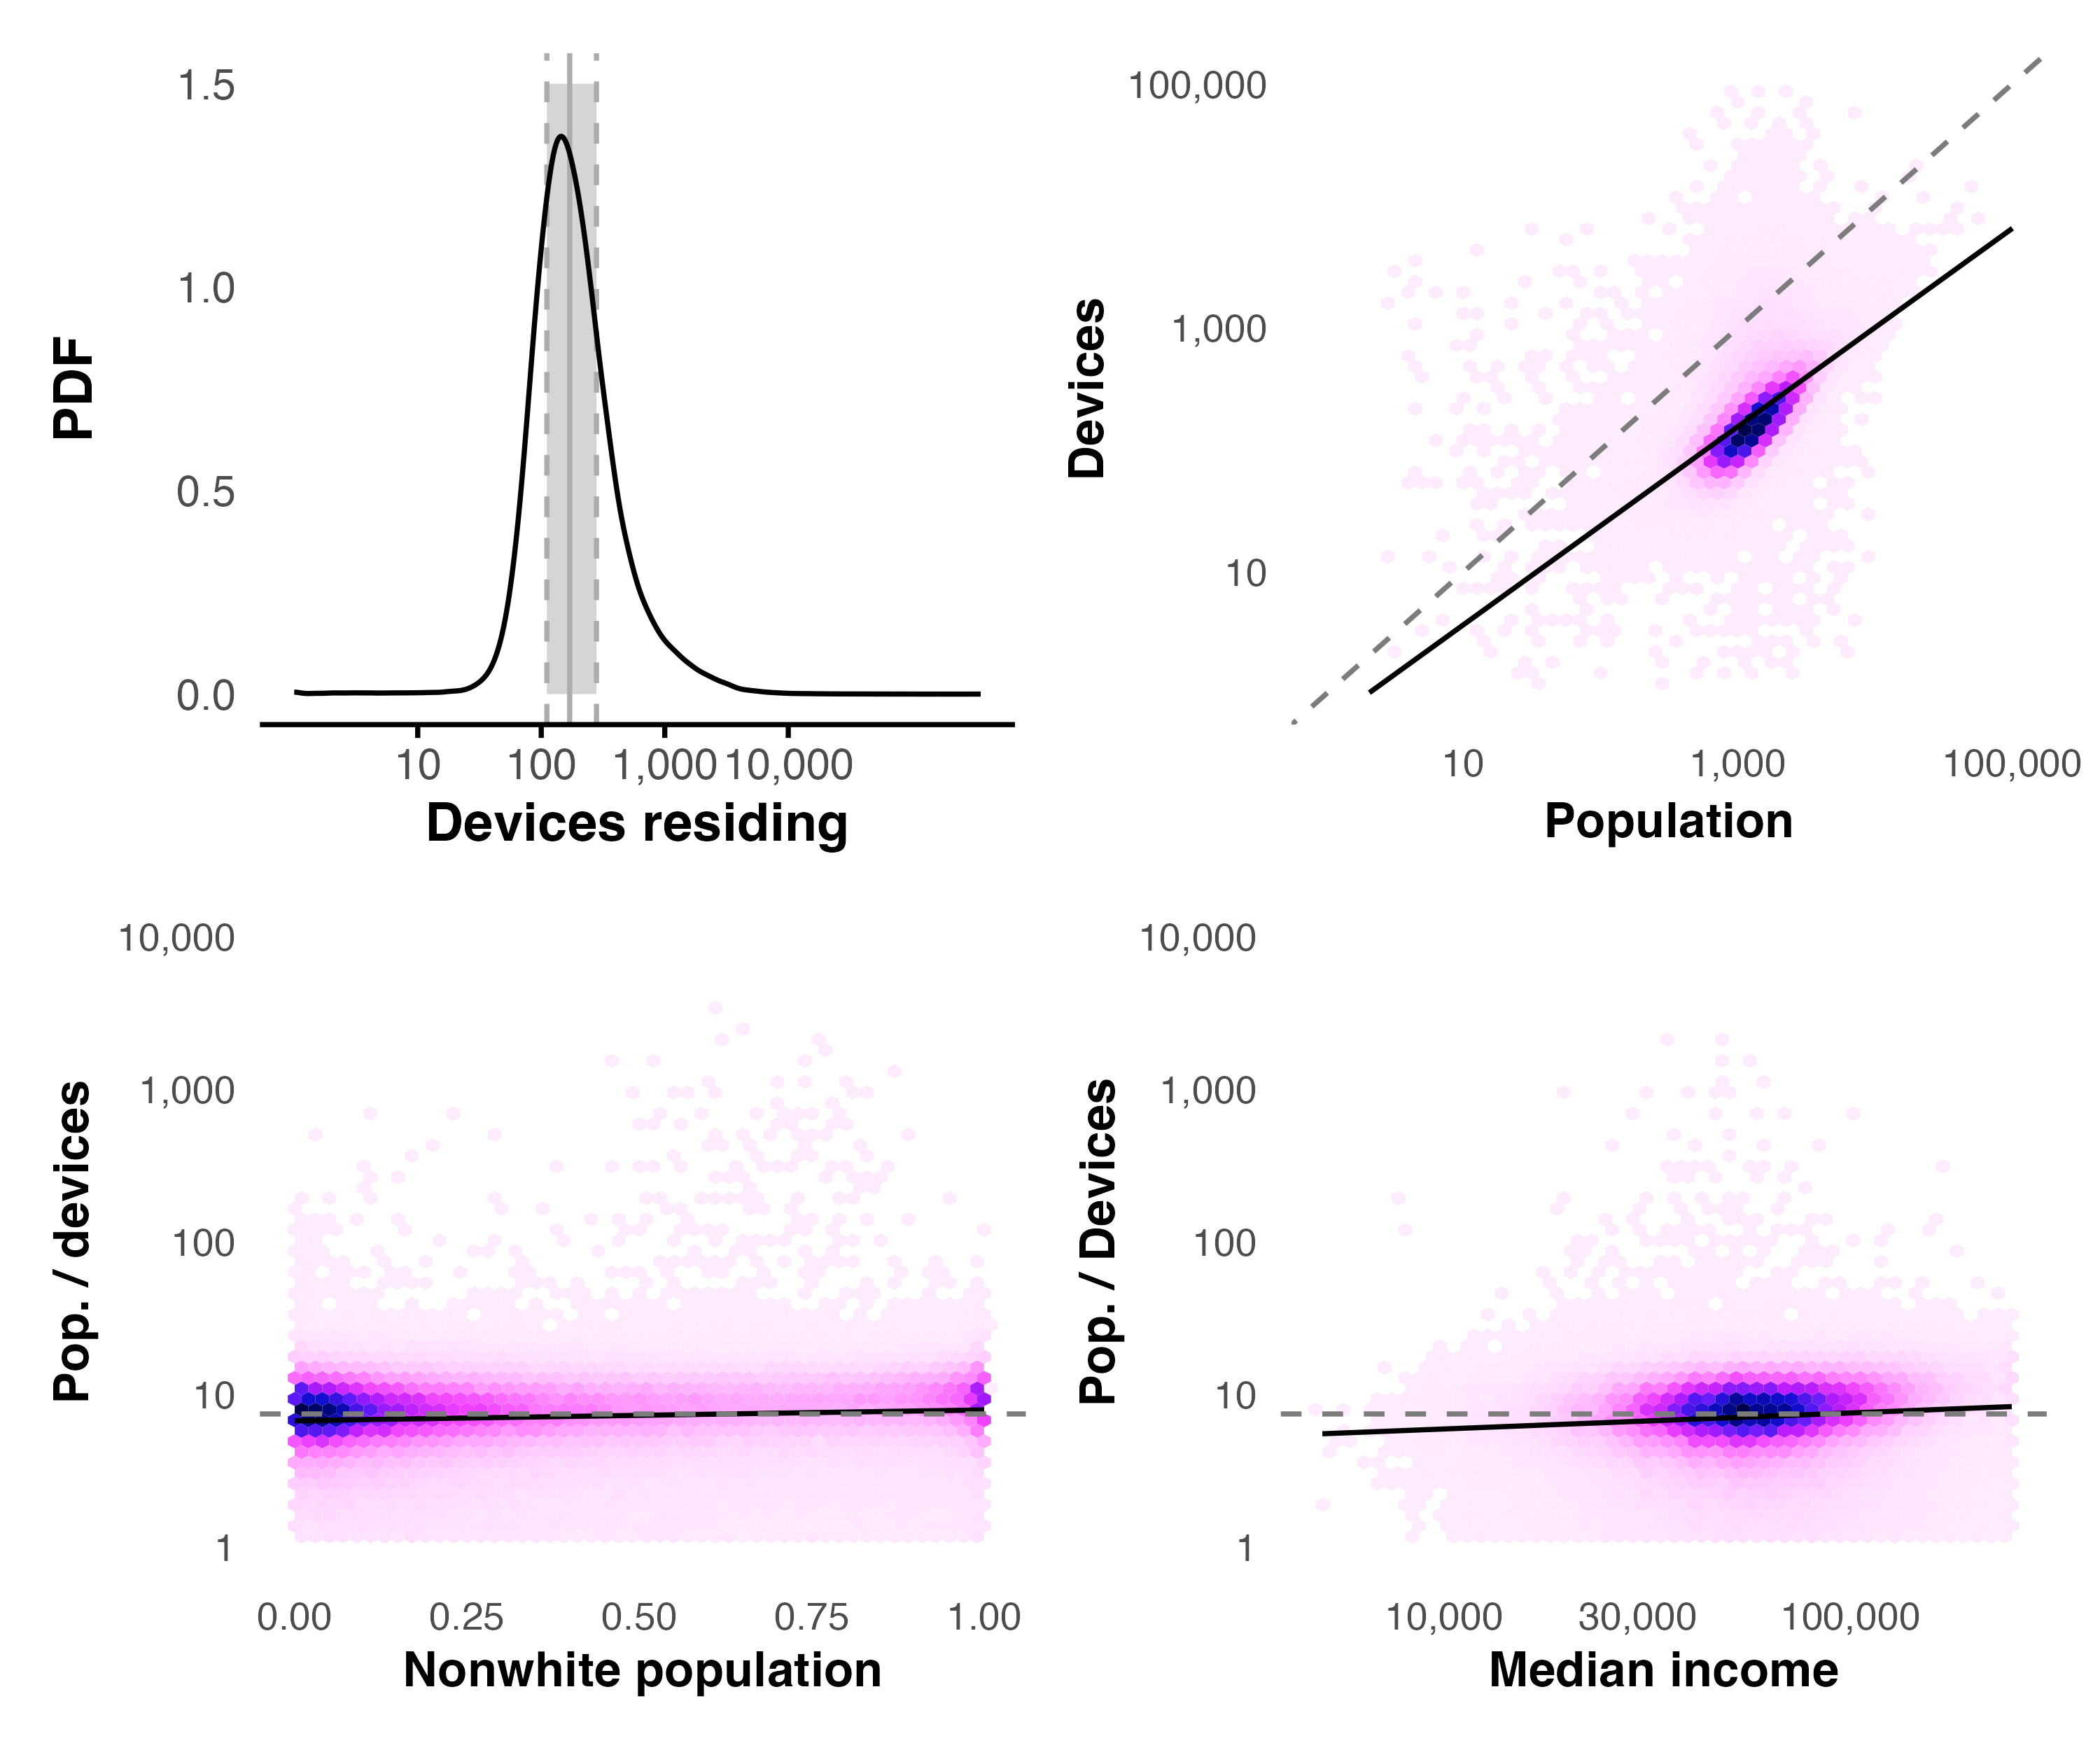 1.5
1.0
0.5
0.0
PDF
10 100 1,000 10,000
Devices residing
100,000
1,000
10
Devices
10 1,000 100,000
Population
10,000
1,000
100
10
1
Pop. / devices
0.00 0.25 0.50 0.75 1.00
Nonwhite population
10,000
1,000
100
10
1
Pop. / Devices
10,000 30,000 100,000
Median income